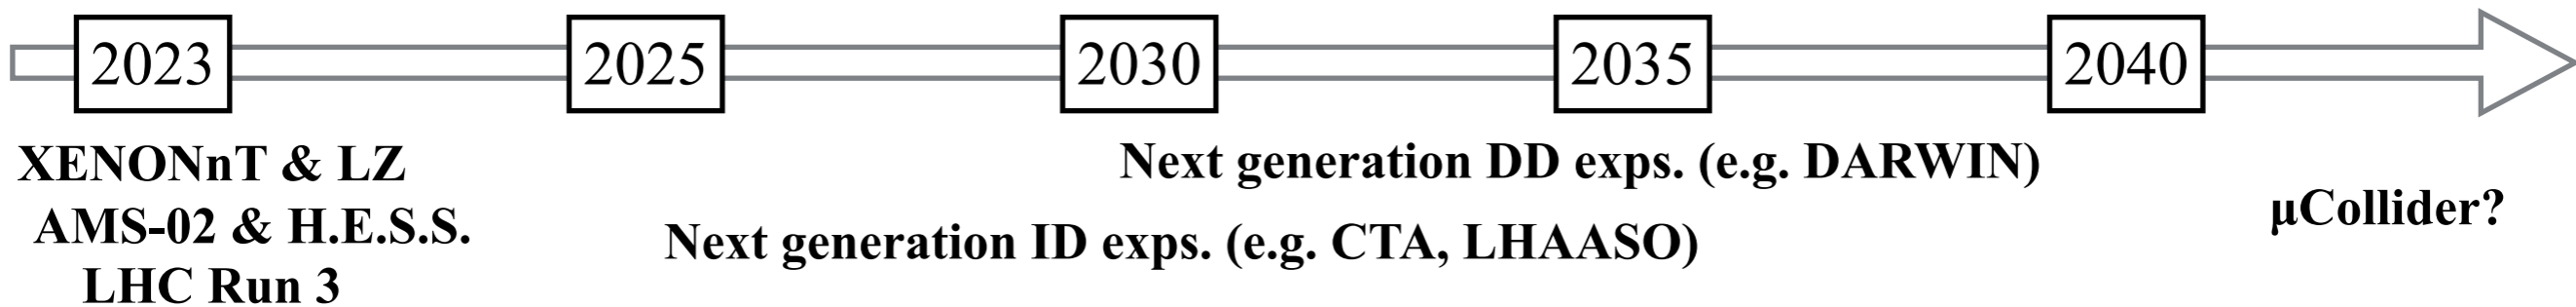 2023 2025 2030 2035 2040
XENONnT & LZ
AMS-02 & H.E.S.S.
LHC Run 3
Next generation DD exps. (e.g. DARWIN)
Next generation ID exps. (e.g. CTA, LHAASO)
μCollider?